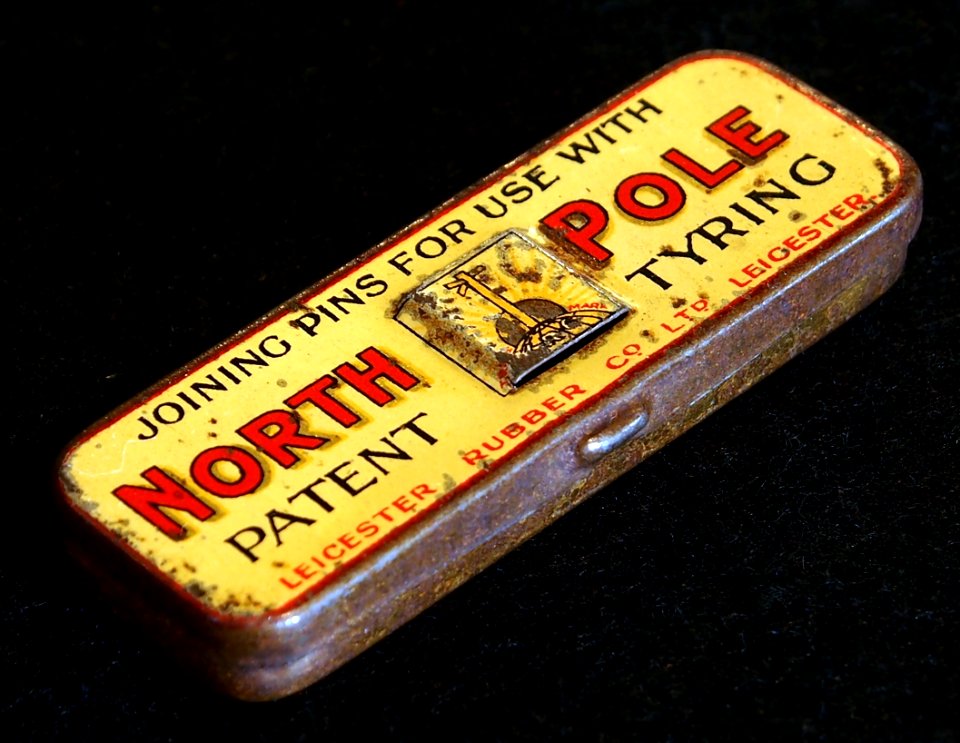 JOINING PINS FOR USE WITH
NORTH POLE
PATENT TYRING
LEICESTER RUBBER CO LTD LEICESTER